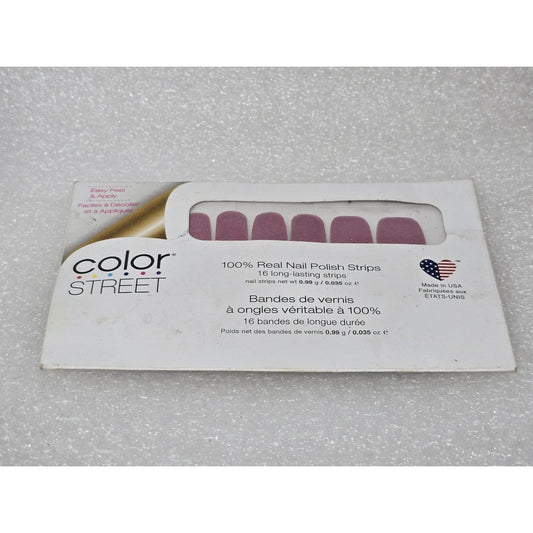 Easy Peel
& Apply
Faciles à Décoller
et à Appliquer
color®
STREET
100% Real Nail Polish Strips
16 long-lasting strips
nail strips net wt 0.99 g / 0.035 oz ℮
Bandes de vernis
à ongles véritable à 100%
16 bandes de longue durée
Poids net des bandes de vernis 0,99 g / 0.035 oz ℮
™
Made in USA
Fabriquées aux
ÉTATS-UNIS